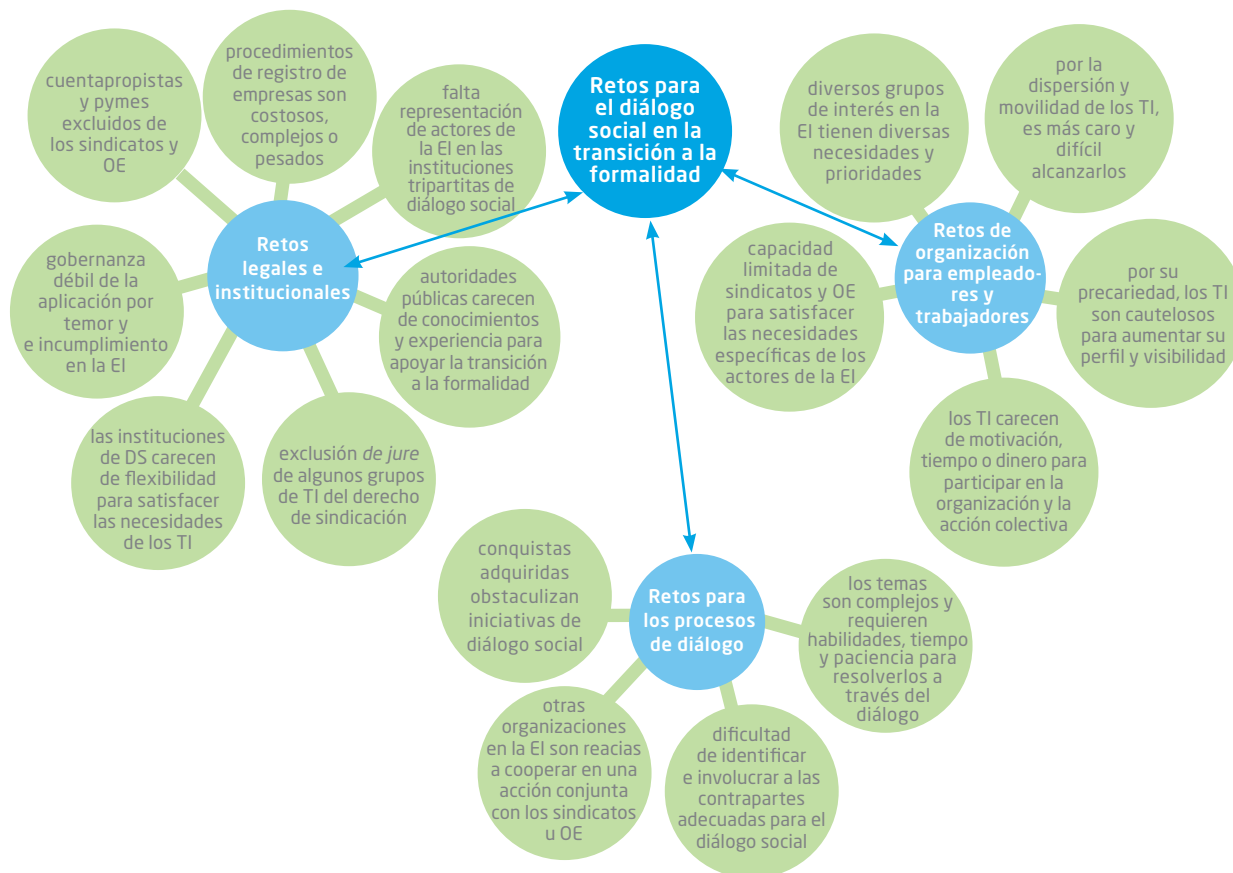 Retos para
el diálogo
social en la
transición a la
formalidad
Retos
legales e
institucionales
cuentapropistas
y pymes
excluidos de
los sindicatos y
OE
procedimientos
de registro de
empresas son
costosos,
complejos o
pesados
falta
representación
de actores de
la EI en las
instituciones
tripartitas de
diálogo social
gobernanza
débil de la
aplicación por
temor y
e incumplimiento
en la EI
autoridades
públicas carecen
de conocimientos
y experiencia para
apoyar la transición
a la formalidad
las instituciones
de DS carecen
de flexibilidad
para satisfacer
las necesidades
de los TI
exclusión de jure
de algunos grupos
de TI del derecho
de sindicación
Retos de
organización
para empleado-
res y
trabajadores
diversos grupos
de interés en la
EI tienen diversas
necesidades y
prioridades
por la
dispersión y
movilidad de los TI,
es más caro y
difícil
alcanzarlos
capacidad
limitada de
sindicatos y OE
para satisfacer
las necesidades
específicas de los
actores de la EI
por su
precariedad, los TI
son cautelosos
para aumentar su
perfil y visibilidad
los TI carecen
de motivación,
tiempo o dinero para
participar en la
organización y la
acción colectiva
Retos para
los procesos
de diálogo
conquistas
adquiridas
obstaculizan
iniciativas de
diálogo social
los temas
son complejos y
requieren
habilidades, tiempo
y paciencia para
resolverlos a
través del
diálogo
otras
organizaciones
en la EI son reacias
a cooperar en una
acción conjunta
con los sindicatos
u OE
dificultad
de identificar
e involucrar a las
contrapartes
adecuadas para el
diálogo social